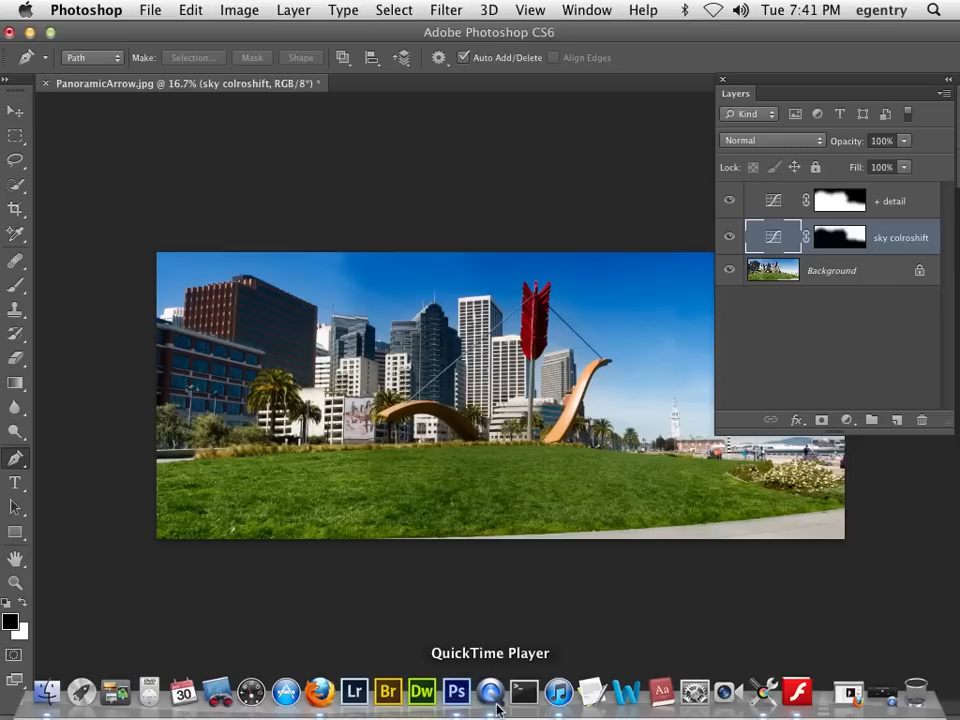 Photoshop File Edit Image Layer Type Select Filter 3D View Window Help Tue 7:41 PM egentry
Adobe Photoshop CS6
Path Make: Selection... Mask Shape Auto Add/Delete Align Edges
PanoramicArrow.jpg @ 16.7% (sky colroshift, RGB/8*) *
Layers
Kind
Normal Opacity: 100%
Lock: Fill: 100%
+ detail
sky colroshift
Background
QuickTime Player
30 Lr Br Dw Ps W Aa